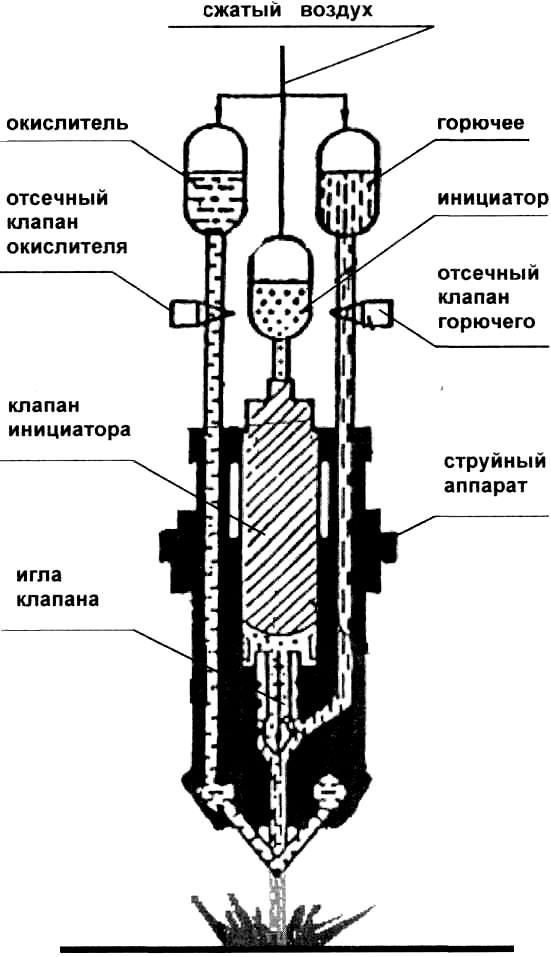 сжатый воздух
окислитель
горючее
отсечный
клапан
окислителя
инициатор
отсечный
клапан
горючего
клапан
инициатора
струйный
аппарат
игла
клапана